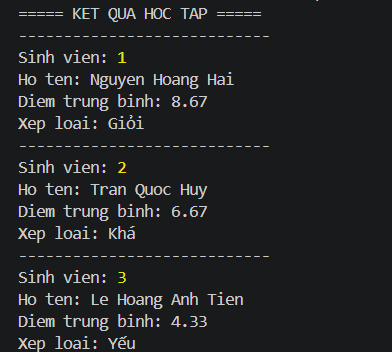 ===== KET QUA HOC TAP =====
----------------------------
Sinh vien: 1
Ho ten: Nguyen Hoang Hai
Diem trung binh: 8.67
Xep loai: Giỏi
----------------------------
Sinh vien: 2
Ho ten: Tran Quoc Huy
Diem trung binh: 6.67
Xep loai: Khá
----------------------------
Sinh vien: 3
Ho ten: Le Hoang Anh Tien
Diem trung binh: 4.33
Xep loai: Yếu